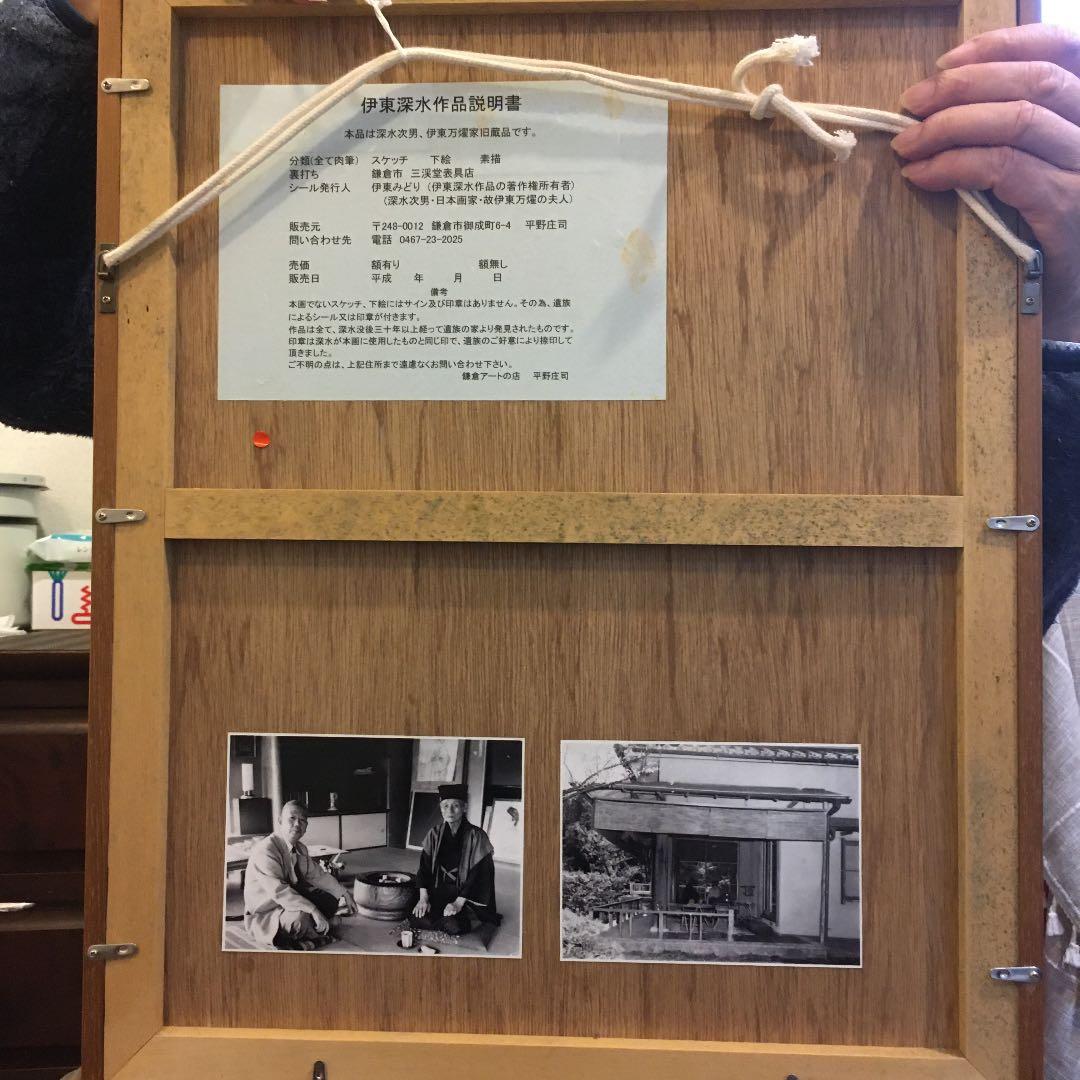 伊東深水作品説明書
本品は深水次男、伊東万燿家旧蔵品です。
分類(全て肉筆) スケッチ 下絵 素描
裏打ち 鎌倉市 三渓堂表具店
シール発行人 伊東みどり（伊東深水作品の著作権所有者）
（深水次男・日本画家・故伊東万燿の夫人）
販売元 〒248-0012 鎌倉市御成町6-4 平野庄司
問い合わせ先 電話 0467-23-2025
売価 額有り 額無し
販売日 平成 年 月 日
備考
本画でないスケッチ、下絵にはサイン及び印章はありません。その為、遺族
によるシール又は印章が付きます。
作品は全て、深水没後三十年以上経って遺族の家より発見されたものです。
印章は深水が本画に使用したものと同じ印で、遺族のご好意により捺印して
頂きました。
ご不明の点は、上記住所まで遠慮なくお問い合わせ下さい。
鎌倉アートの店 平野庄司